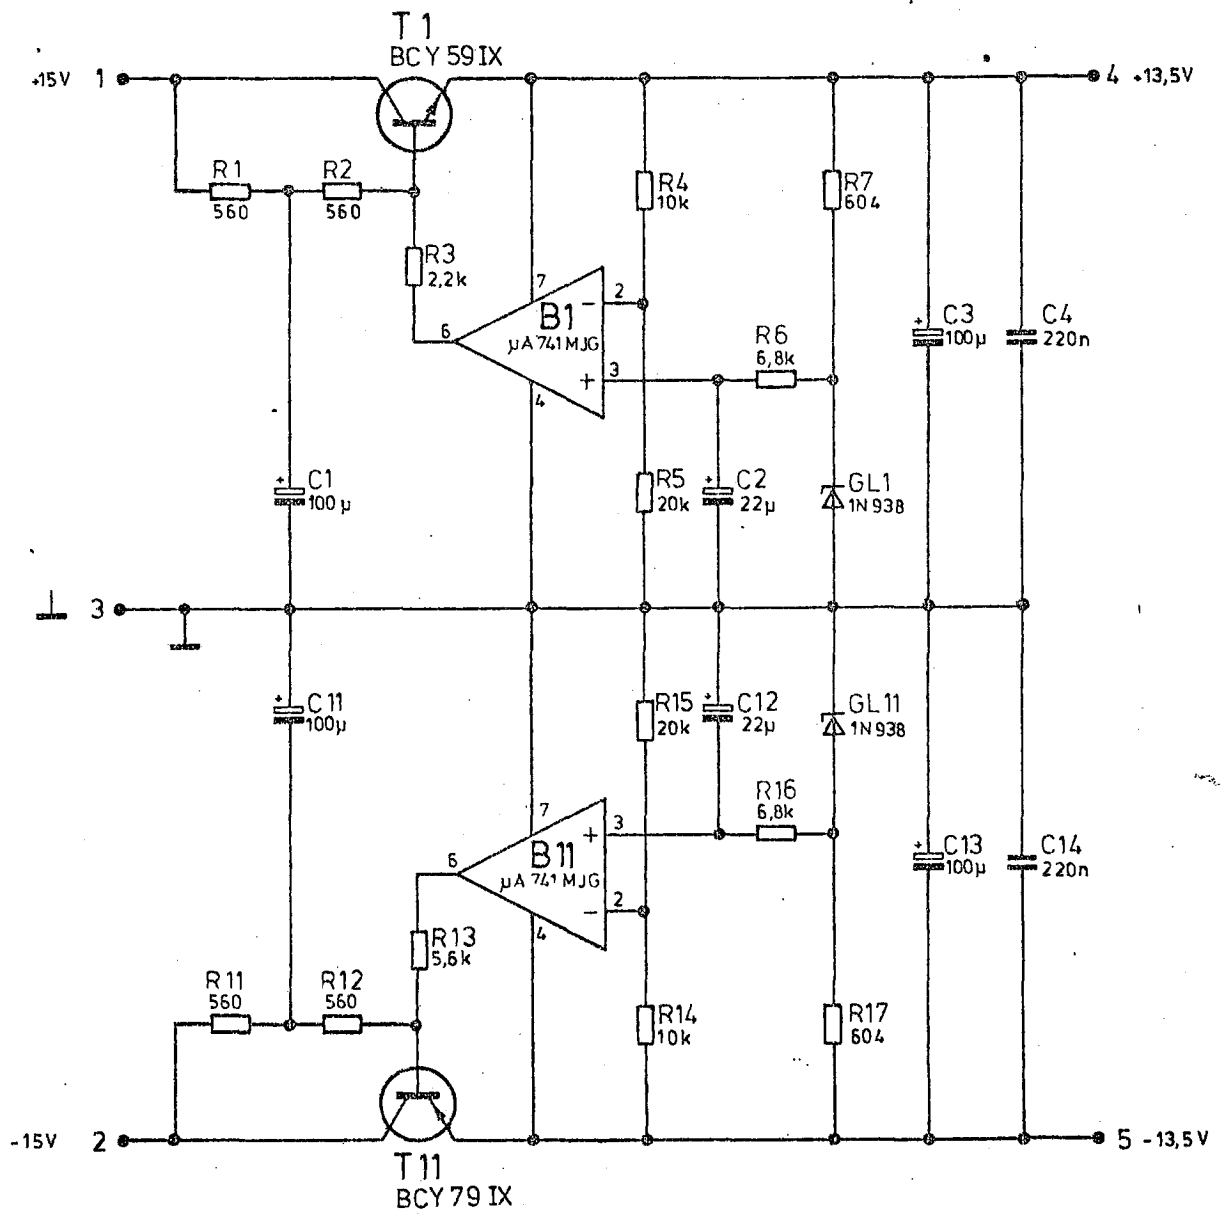 T1
BCY 59 IX
+15V 1
4 +13,5V
R1
560
R2
560
R3
2,2k
R4
10k
R7
604
7
2
B1
µA 741 MJG
6
3
4
-
+
R6
6,8k
+
C3
100µ
C4
220n
+
C1
100µ
R5
20k
+
C2
22µ
GL1
1N 938
3
+
C11
100µ
R15
20k
+
C12
22µ
GL11
1N 938
R16
6,8k
7
+
3
B11
µA 741 MJG
6
2
-
4
+
C13
100µ
C14
220n
R13
5,6k
R11
560
R12
560
R14
10k
R17
604
-15V 2
5 -13,5V
T11
BCY 79 IX